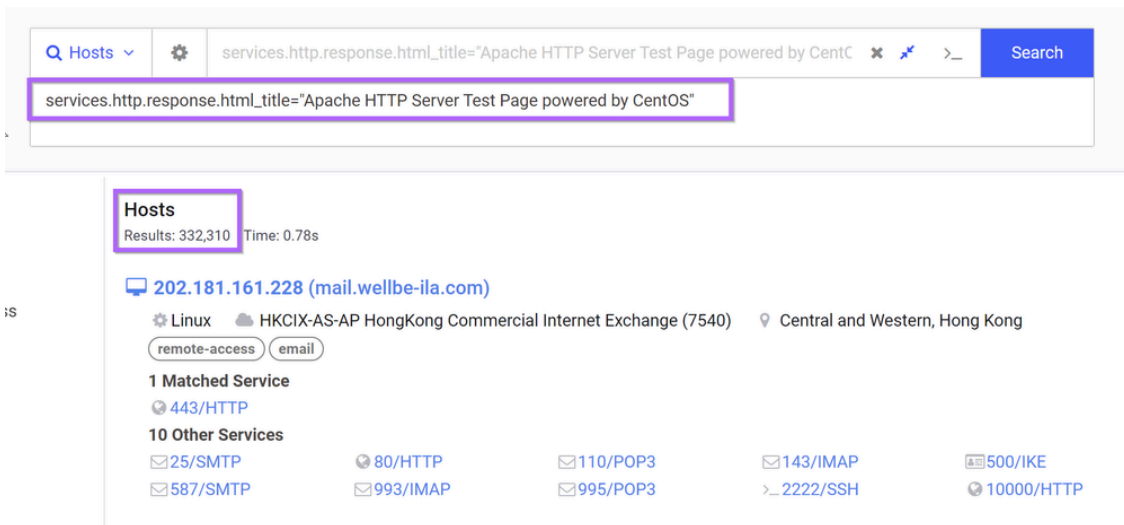 Hosts services.http.response.html_title="Apache HTTP Server Test Page powered by CentC >_ Search
services.http.response.html_title="Apache HTTP Server Test Page powered by CentOS"
Hosts
Results: 332,310 Time: 0.78s
202.181.161.228 (mail.wellbe-ila.com)
ss
Linux HKCIX-AS-AP HongKong Commercial Internet Exchange (7540) Central and Western, Hong Kong
remote-access email
1 Matched Service
443/HTTP
10 Other Services
25/SMTP 80/HTTP 110/POP3 143/IMAP 500/IKE
587/SMTP 993/IMAP 995/POP3 >_ 2222/SSH 10000/HTTP